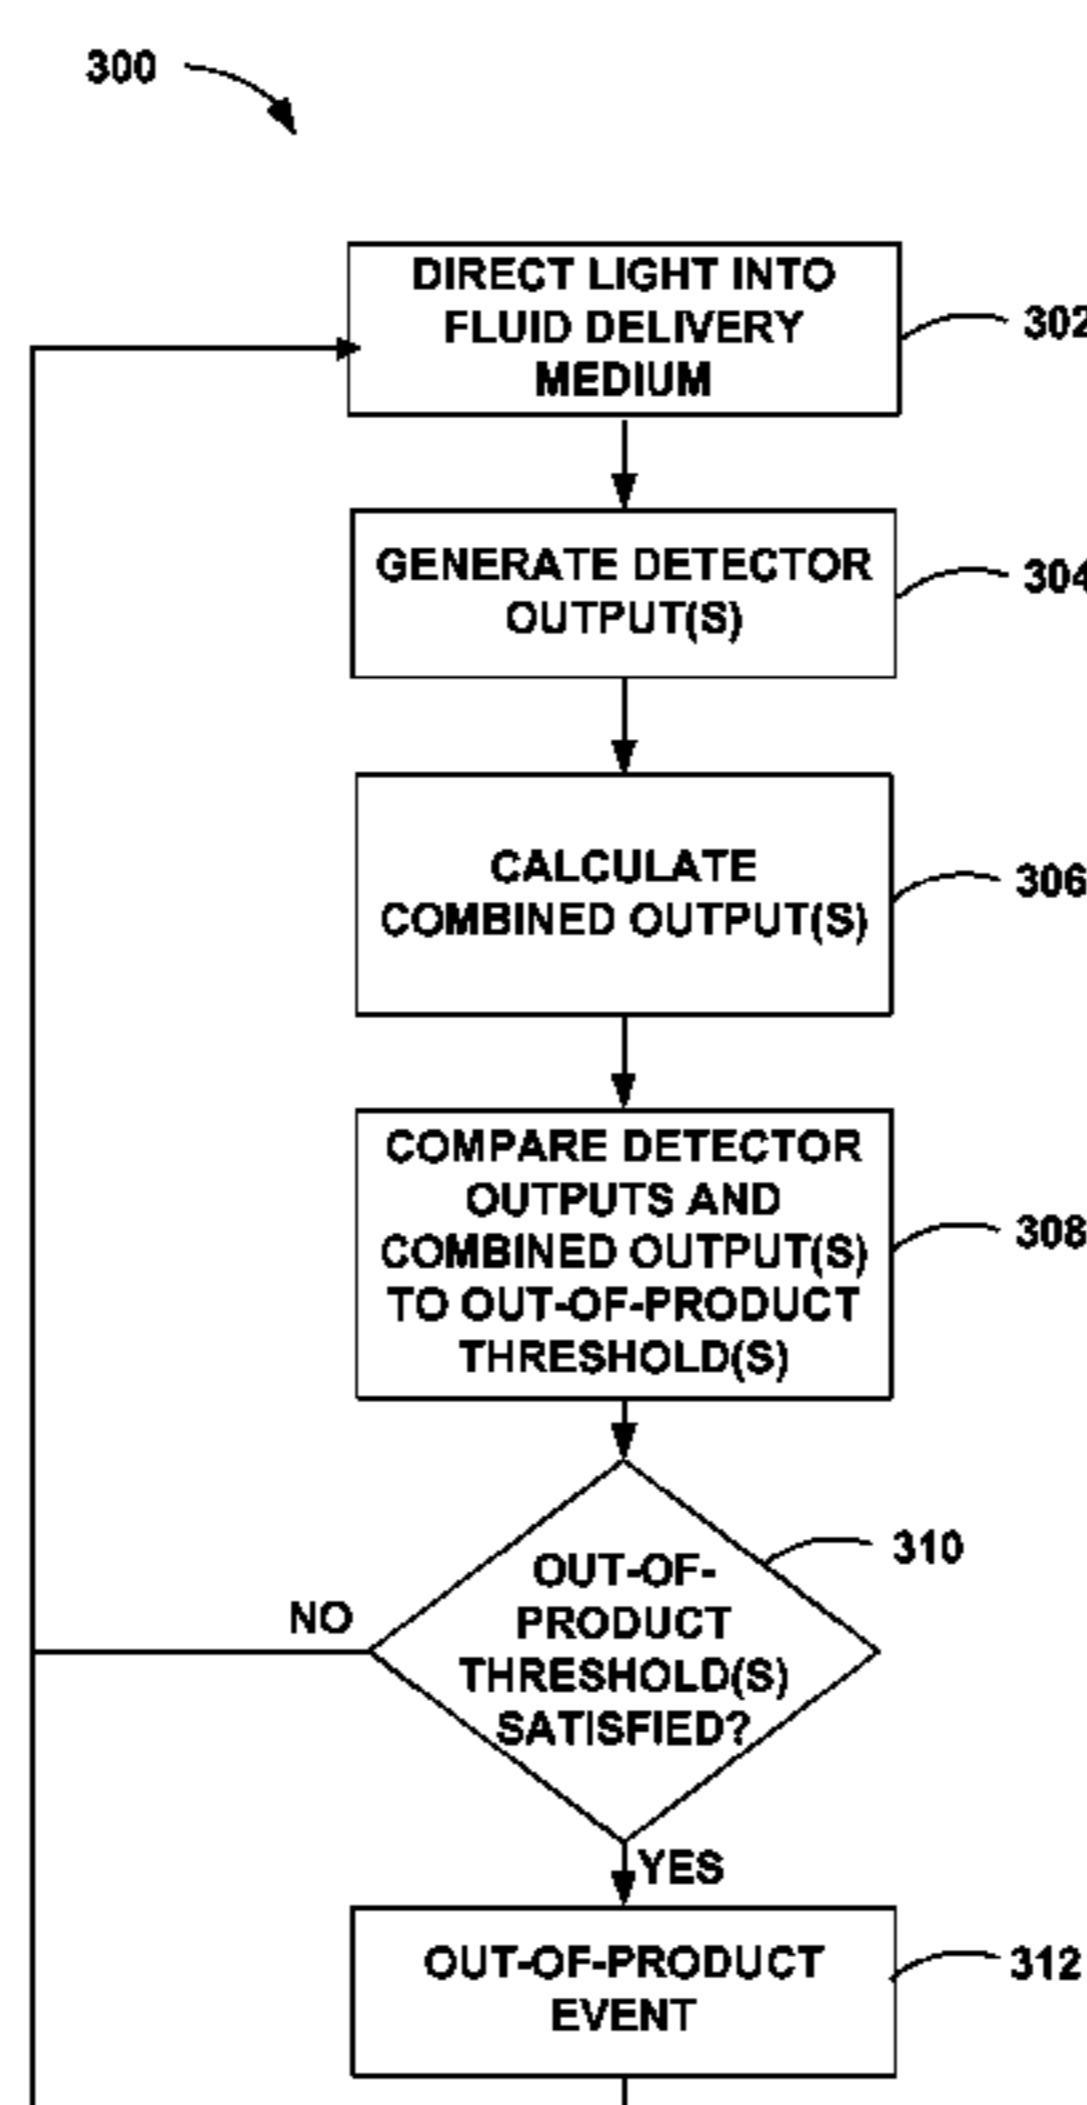 300
DIRECT LIGHT INTO
FLUID DELIVERY
MEDIUM
302
GENERATE DETECTOR
OUTPUT(S)
304
CALCULATE
COMBINED OUTPUT(S)
306
COMPARE DETECTOR
OUTPUTS AND
COMBINED OUTPUT(S)
TO OUT-OF-PRODUCT
THRESHOLD(S)
308
310
OUT-OF-
PRODUCT
THRESHOLD(S)
SATISFIED?
NO
YES
OUT-OF-PRODUCT
EVENT
312